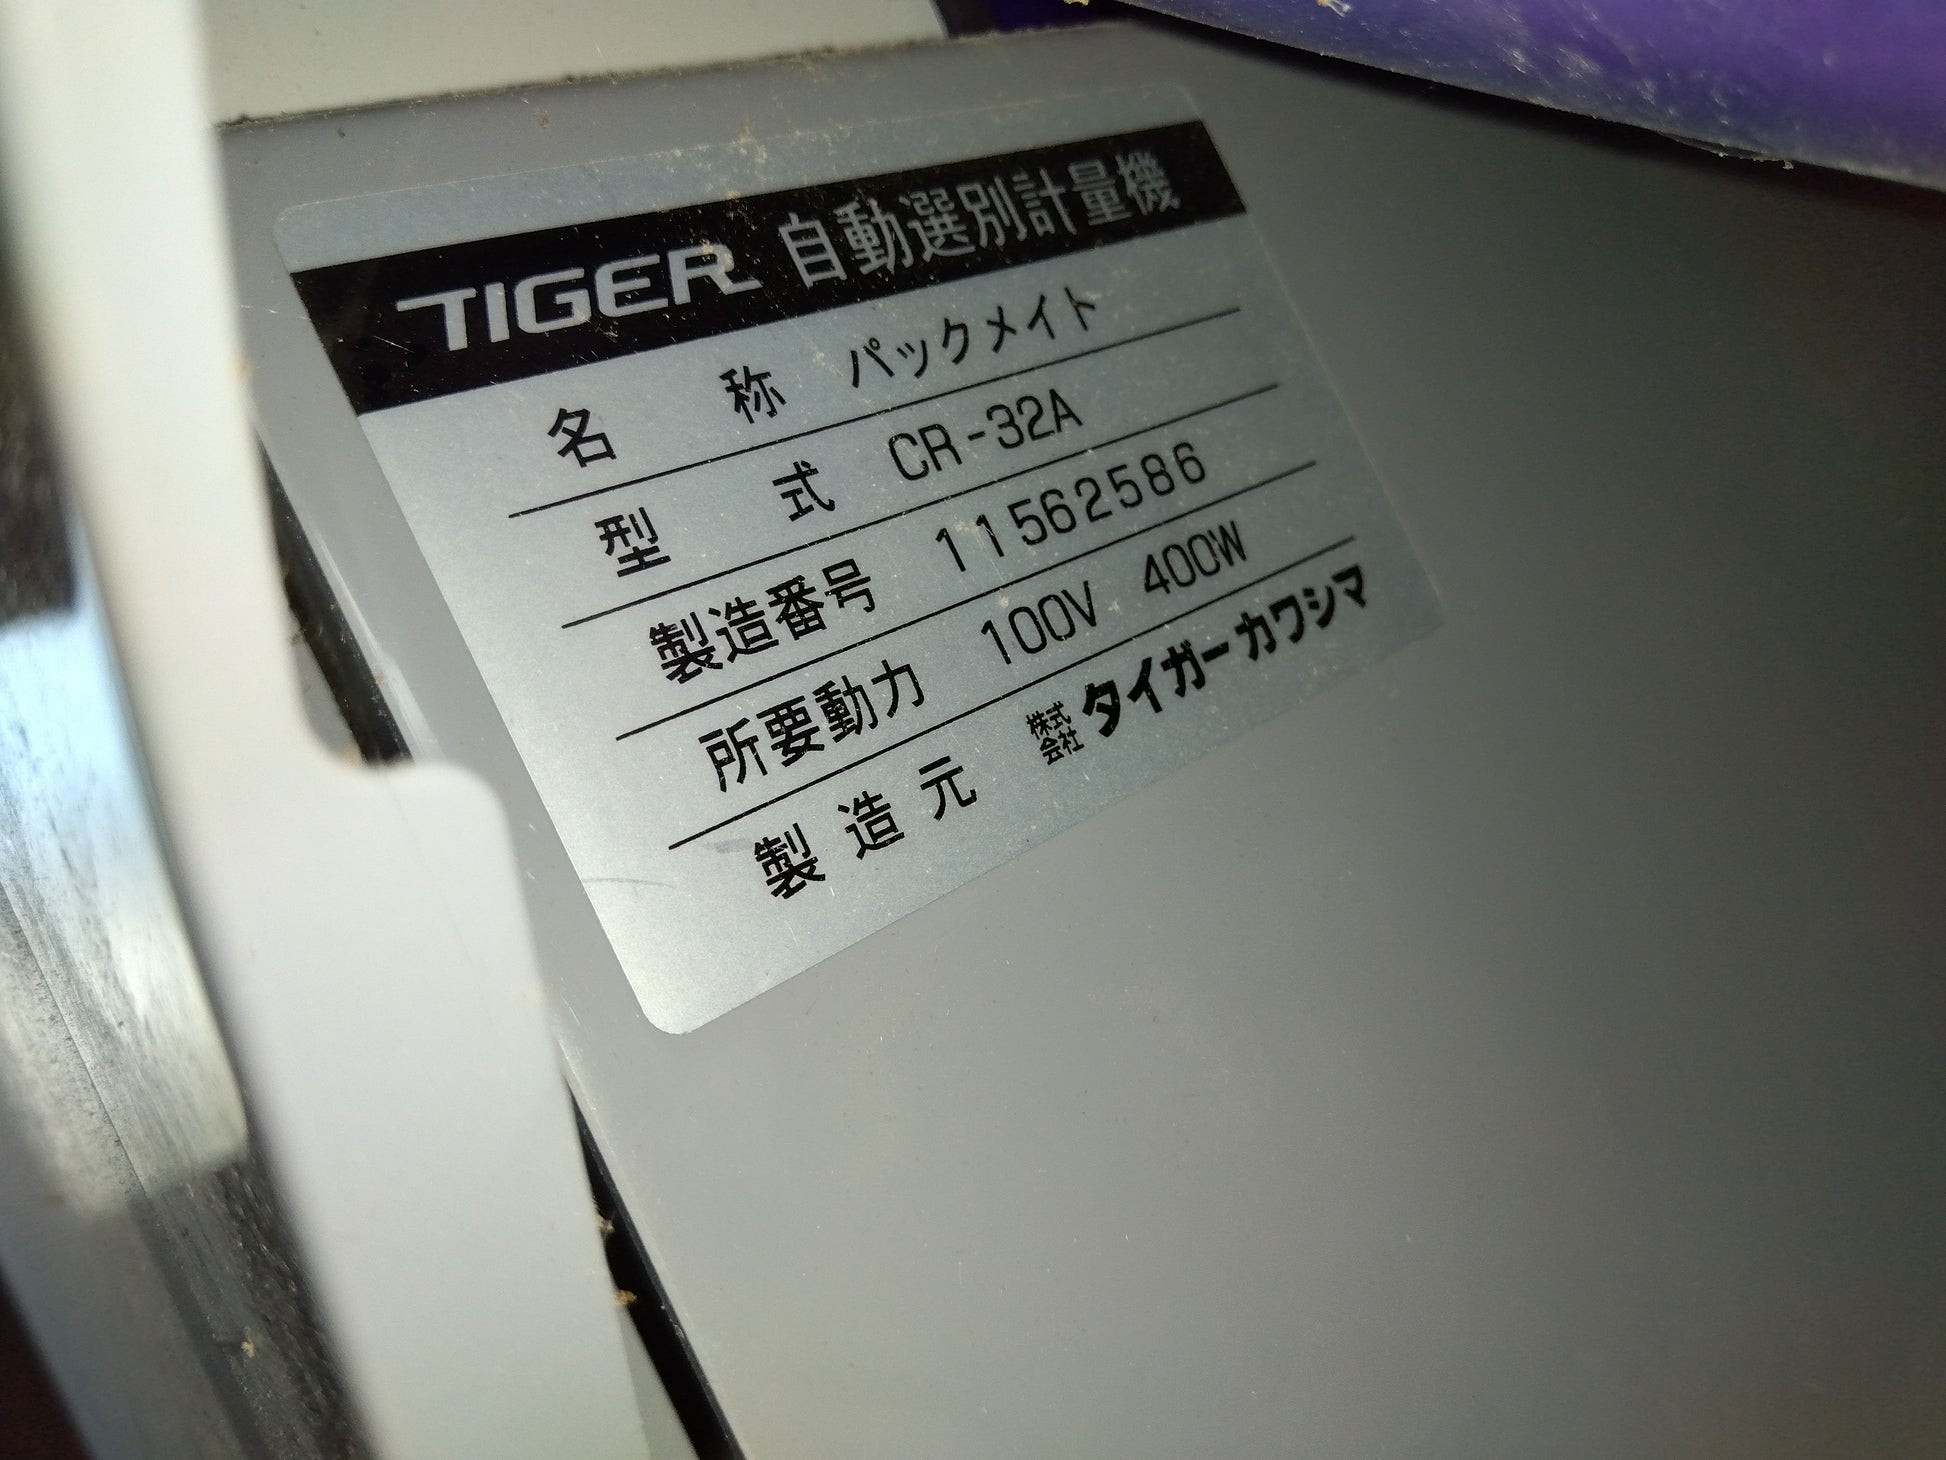 TIGER 自動選別計量機
名称 パックメイト
型式 CR-32A
製造番号 11562586
所要動力 100V 400W
製造元 株式会社 タイガーカワシマ